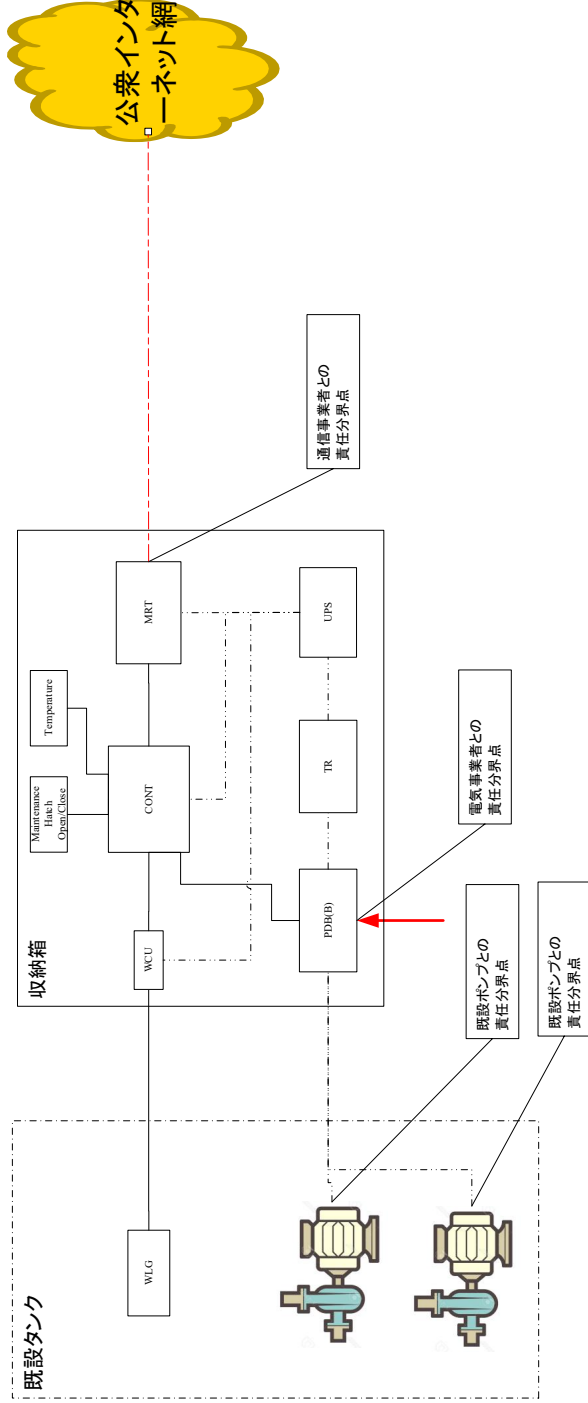 公衆インタ
ーネット網
収納箱
Maintenance
Hatch
Open/Close
Temperature
WCU
CONT
MRT
PDB(B)
TR
UPS
通信事業者との
責任分界点
電気事業者との
責任分界点
既設タンク
WLG
既設ポンプとの
責任分界点
既設ポンプとの
責任分界点